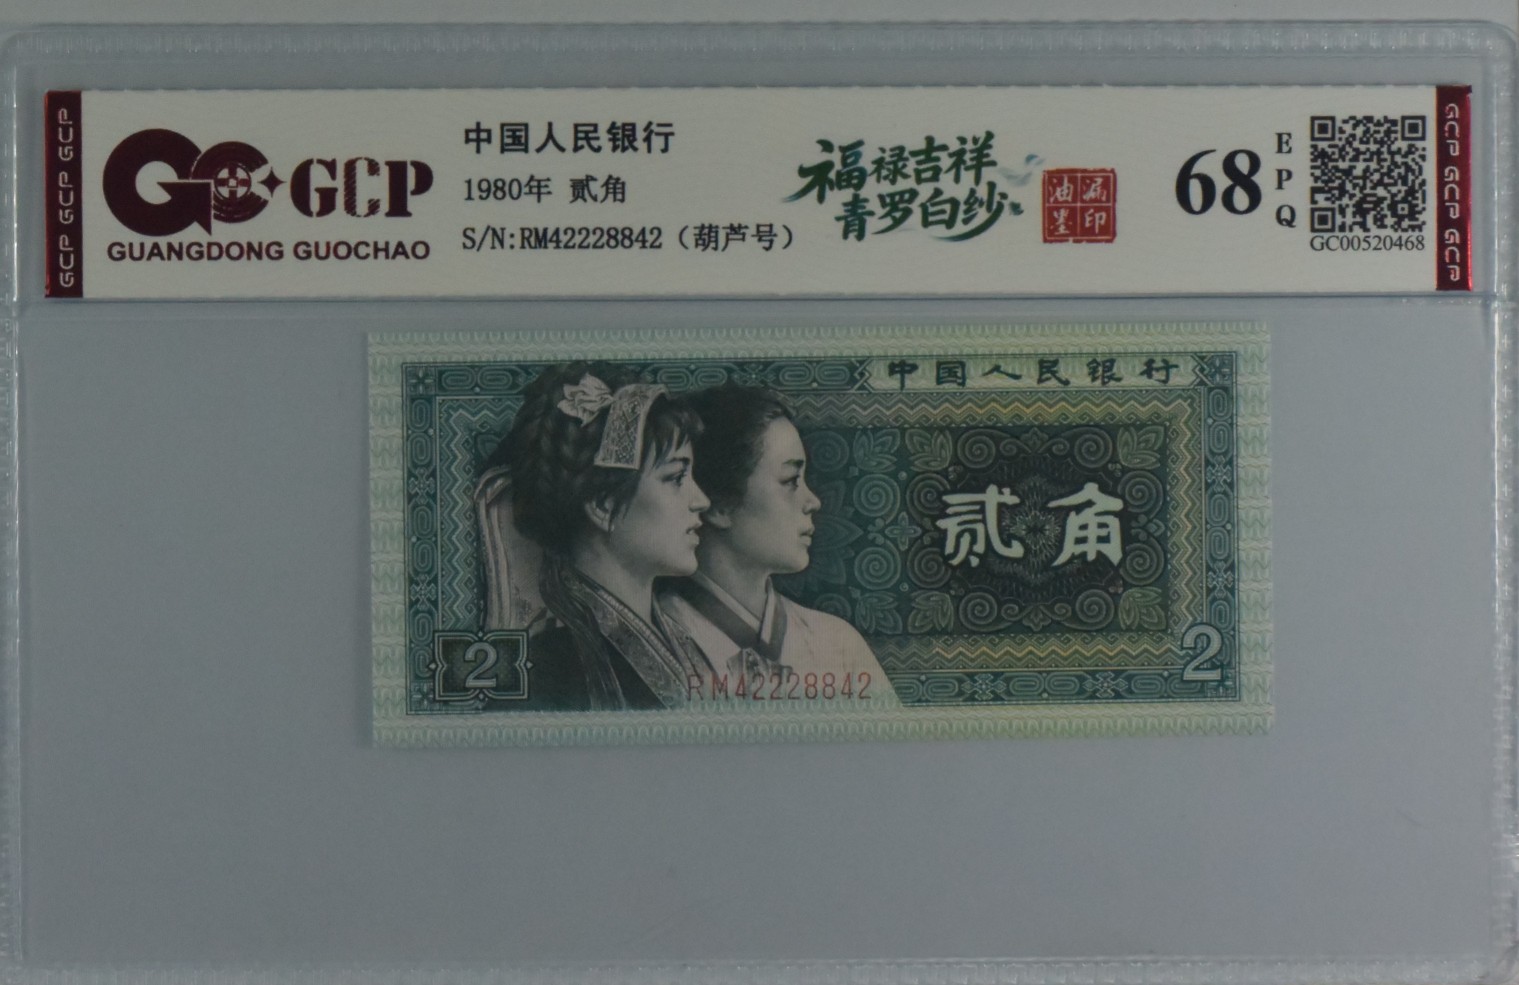 GCP GCP GCP
GCP
GUANGDONG GUOCHAO
中国人民银行
1980年 贰角
S/N:RM42228842（葫芦号）
福禄吉祥
青罗白纱
油墨
漏印
68
EPQ
GC00520468
GCP GCP GCP
中国人民银行
贰角
2
2
RM42228842